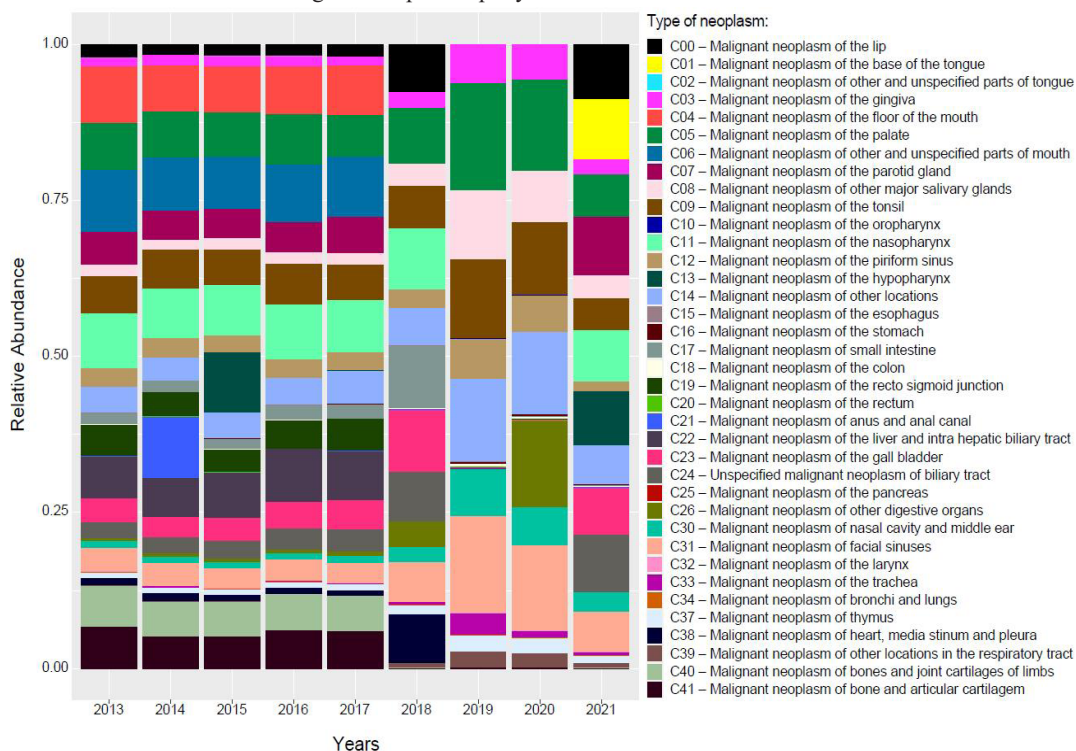 Type of neoplasm:
C00 – Malignant neoplasm of the lip
C01 – Malignant neoplasm of the base of the tongue
C02 – Malignant neoplasm of other and unspecified parts of tongue
C03 – Malignant neoplasm of the gingiva
C04 – Malignant neoplasm of the floor of the mouth
C05 – Malignant neoplasm of the palate
C06 – Malignant neoplasm of other and unspecified parts of mouth
C07 – Malignant neoplasm of the parotid gland
C08 – Malignant neoplasm of other major salivary glands
C09 – Malignant neoplasm of the tonsil
C10 – Malignant neoplasm of the oropharynx
C11 – Malignant neoplasm of the nasopharynx
C12 – Malignant neoplasm of the piriform sinus
C13 – Malignant neoplasm of the hypopharynx
C14 – Malignant neoplasm of other locations
C15 – Malignant neoplasm of the esophagus
C16 – Malignant neoplasm of the stomach
C17 – Malignant neoplasm of small intestine
C18 – Malignant neoplasm of the colon
C19 – Malignant neoplasm of the recto sigmoid junction
C20 – Malignant neoplasm of the rectum
C21 – Malignant neoplasm of anus and anal canal
C22 – Malignant neoplasm of the liver and intra hepatic biliary tract
C23 – Malignant neoplasm of the gall bladder
C24 – Unspecified malignant neoplasm of biliary tract
C25 – Malignant neoplasm of the pancreas
C26 – Malignant neoplasm of other digestive organs
C30 – Malignant neoplasm of nasal cavity and middle ear
C31 – Malignant neoplasm of facial sinuses
C32 – Malignant neoplasm of the larynx
C33 – Malignant neoplasm of the trachea
C34 – Malignant neoplasm of bronchi and lungs
C37 – Malignant neoplasm of thymus
C38 – Malignant neoplasm of heart, media stinum and pleura
C39 – Malignant neoplasm of other locations in the respiratory tract
C40 – Malignant neoplasm of bones and joint cartilages of limbs
C41 – Malignant neoplasm of bone and articular cartilagem
Relative Abundance
1.00
0.75
0.50
0.25
0.00
2013 2014 2015 2016 2017 2018 2019 2020 2021
Years